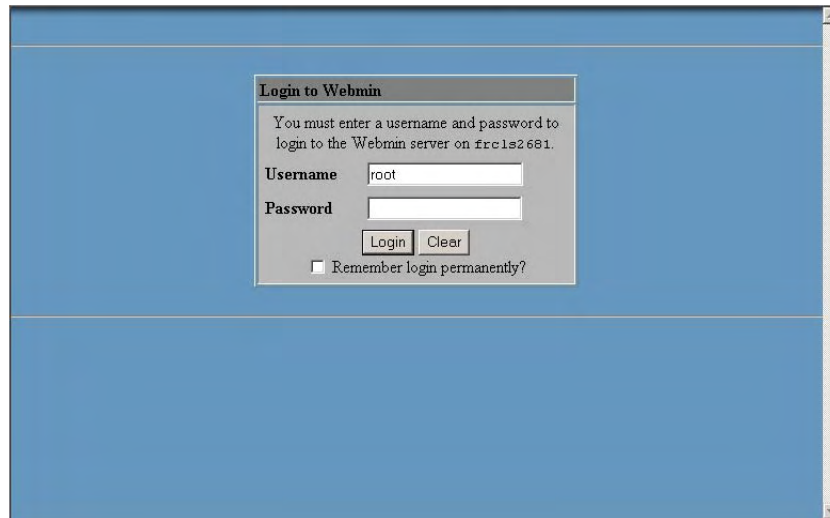 Login to Webmin
You must enter a username and password to
login to the Webmin server on frcls2681.
Username root
Password
Login Clear
Remember login permanently?